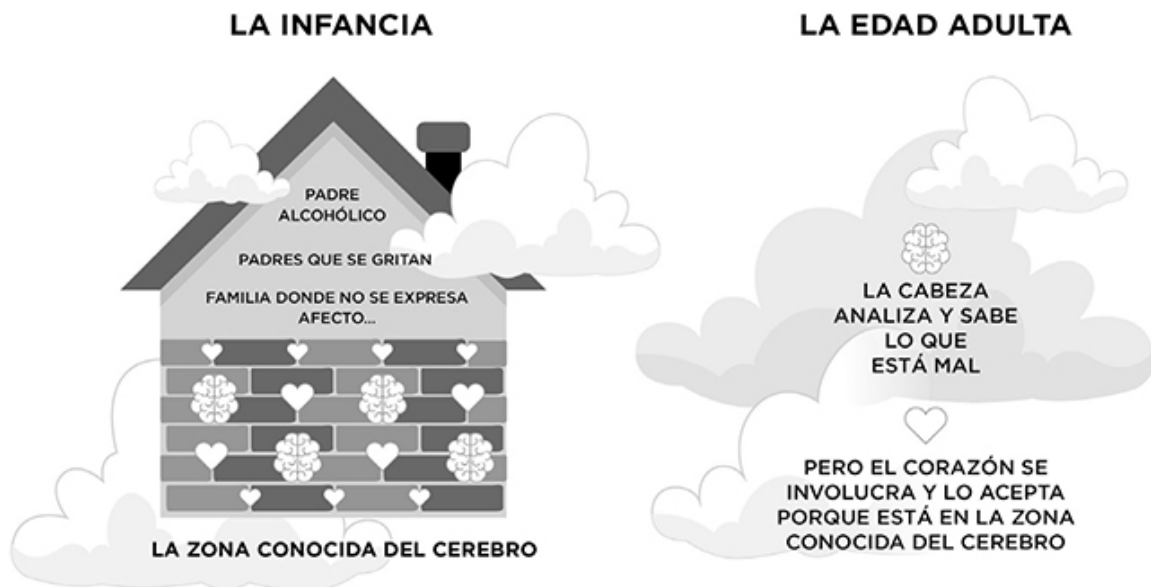 LA INFANCIA
PADRE
ALCOHÓLICO
PADRES QUE SE GRITAN
FAMILIA DONDE NO SE EXPRESA
AFECTO...
LA ZONA CONOCIDA DEL CEREBRO
LA EDAD ADULTA
LA CABEZA
ANALIZA Y SABE
LO QUE
ESTÁ MAL
PERO EL CORAZÓN SE
INVOLUCRA Y LO ACEPTA
PORQUE ESTÁ EN LA ZONA
CONOCIDA DEL CEREBRO